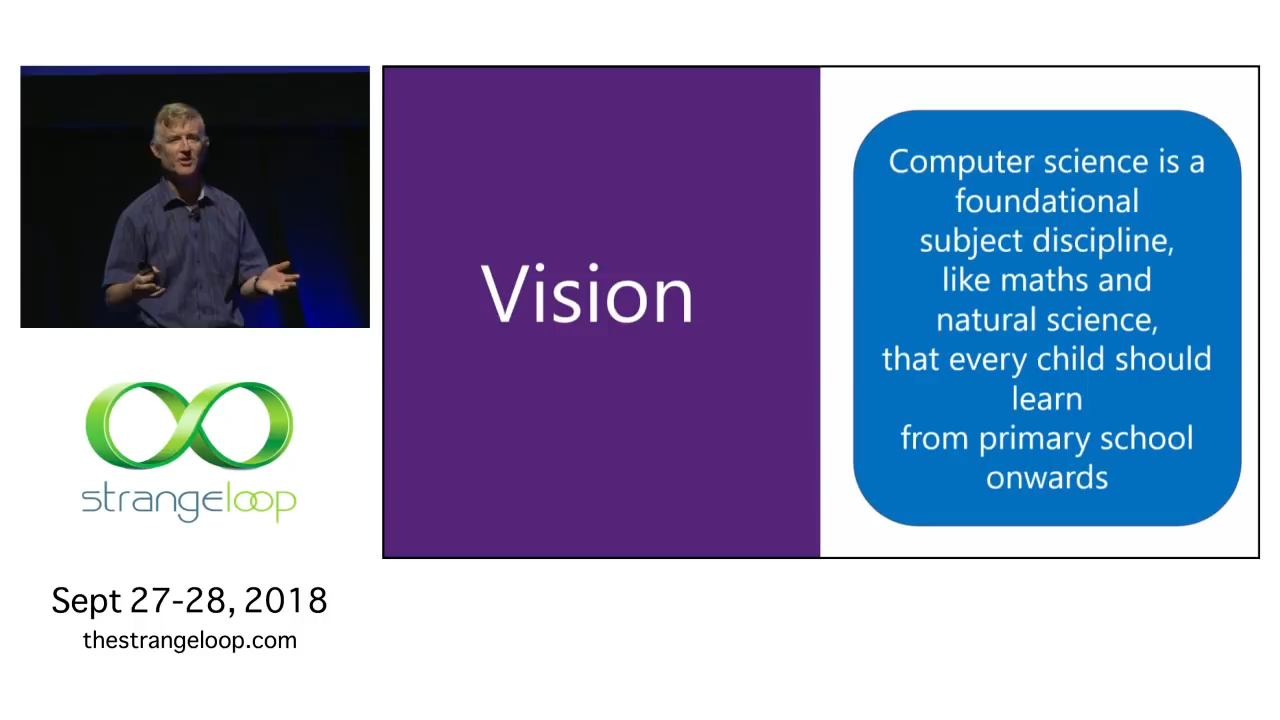 Vision
Computer science is a
foundational
subject discipline,
like maths and
natural science,
that every child should
learn
from primary school
onwards
strangeloop
Sept 27-28, 2018
thestrangeloop.com